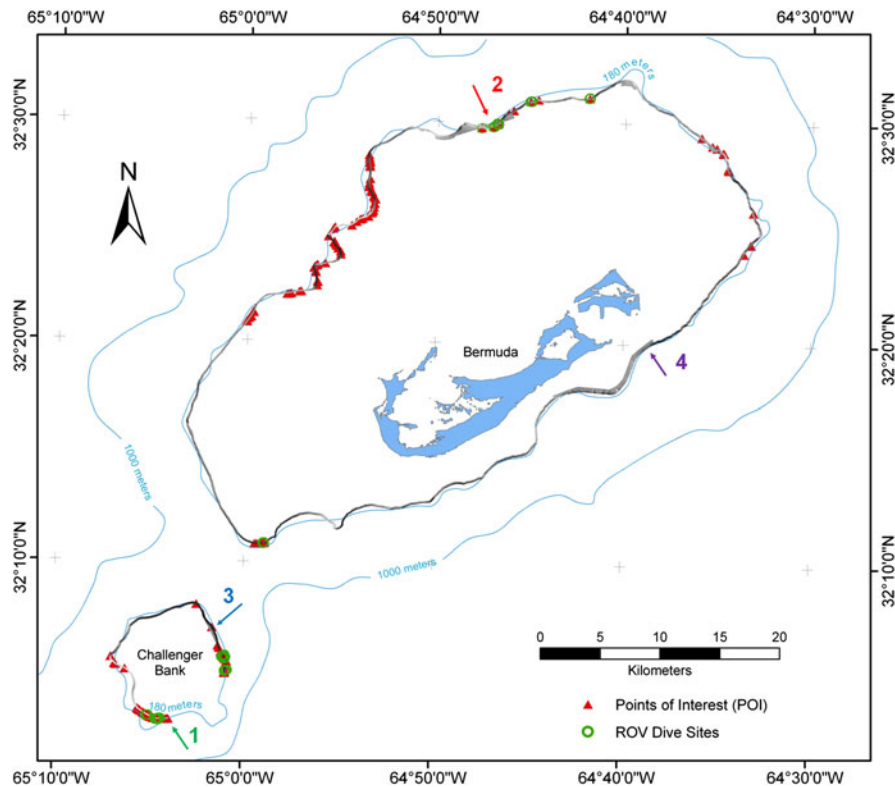 65°10'0"W 65°0'0"W 64°50'0"W 64°40'0"W 64°30'0"W
180 meters
2
32°30'0"N 32°30'0"N
N
32°20'0"N 32°20'0"N
Bermuda
4
1000 meters
32°10'0"N 32°10'0"N
1000 meters
3
Challenger
Bank
0 5 10 15 20
Kilometers
180 meters
Points of Interest (POI)
1
ROV Dive Sites
65°10'0"W 65°0'0"W 64°50'0"W 64°40'0"W 64°30'0"W